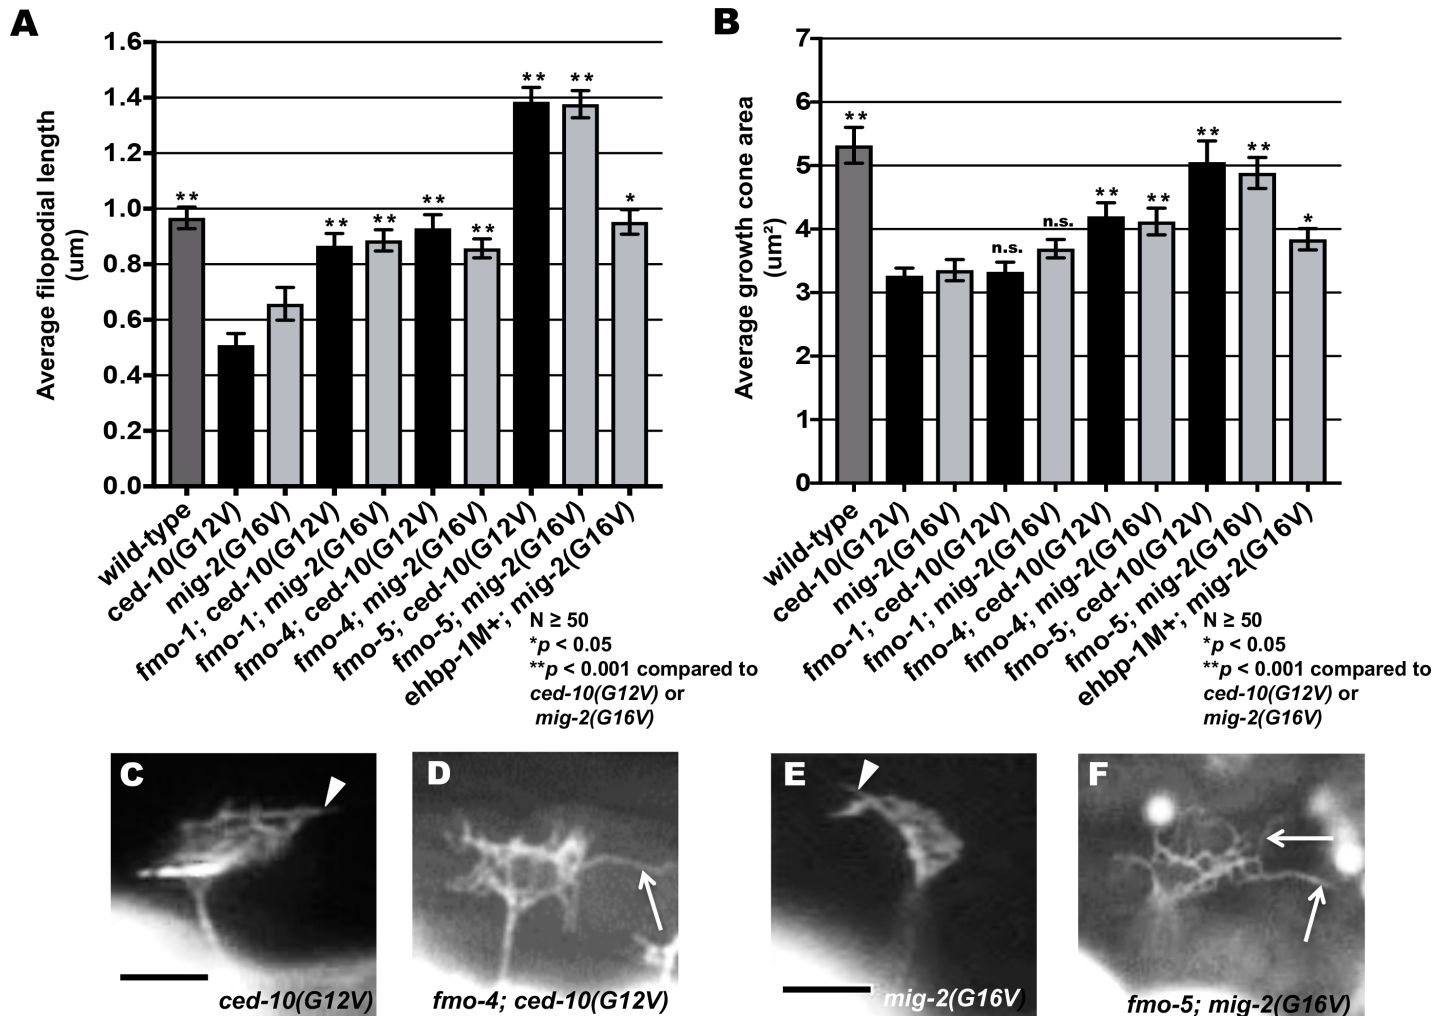 A
Average filopodial length
(um)
1.6
1.4
1.2
1.0
0.8
0.6
0.4
0.2
0.0
**
**
**
**
**
**
**
*
wild-type
ced-10(G12V)
mig-2(G16V)
fmo-1; ced-10(G12V)
fmo-1; mig-2(G16V)
fmo-4; ced-10(G12V)
fmo-4; mig-2(G16V)
fmo-5; ced-10(G12V)
fmo-5; mig-2(G16V)
ehbp-1M+; mig-2(G16V)
N ≥ 50
*p < 0.05
**p < 0.001 compared to
ced-10(G12V) or
mig-2(G16V)
B
Average growth cone area
(um²)
7
6
5
4
3
2
1
0
**
n.s.
n.s.
**
**
**
**
*
wild-type
ced-10(G12V)
mig-2(G16V)
fmo-1; ced-10(G12V)
fmo-1; mig-2(G16V)
fmo-4; ced-10(G12V)
fmo-4; mig-2(G16V)
fmo-5; ced-10(G12V)
fmo-5; mig-2(G16V)
ehbp-1M+; mig-2(G16V)
N ≥ 50
*p < 0.05
**p < 0.001 compared to
ced-10(G12V) or
mig-2(G16V)
C
ced-10(G12V)
D
fmo-4; ced-10(G12V)
E
mig-2(G16V)
F
fmo-5; mig-2(G16V)